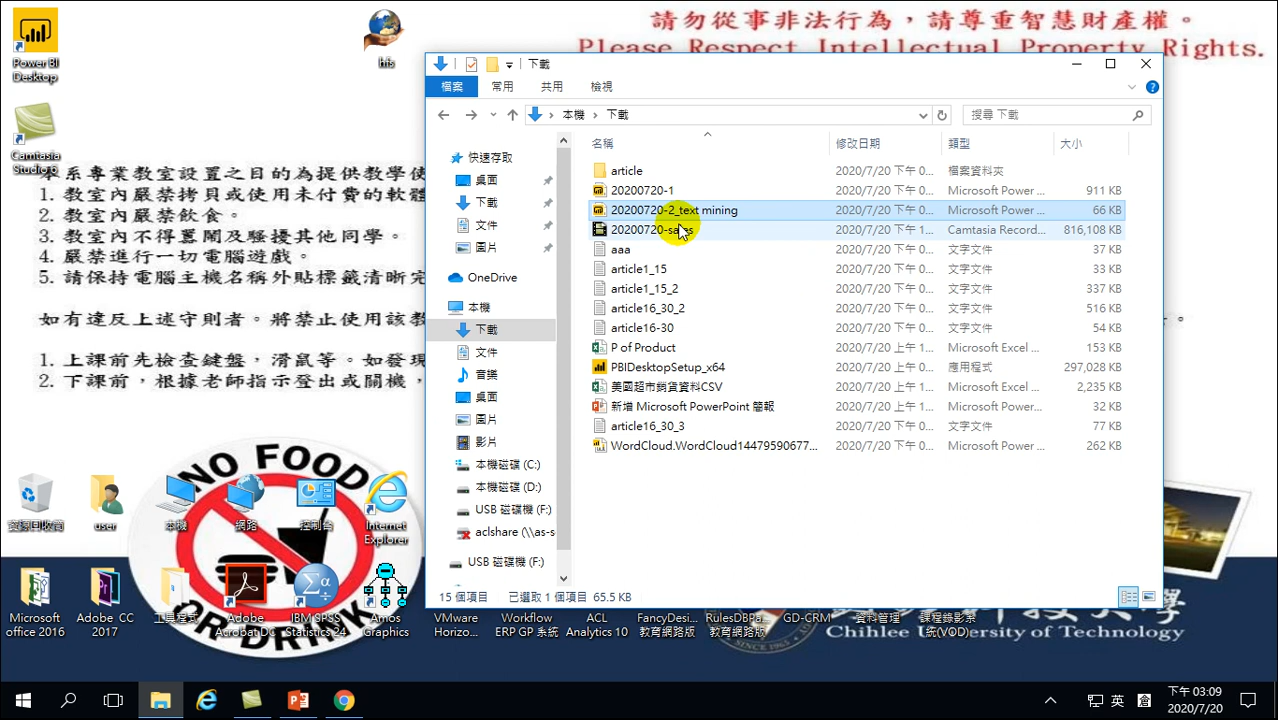 請勿從事非法行為，請尊重智慧財產權。
Please Respect Intellectual Property Rights.
Power BI
Desktop
hfs
Camtasia
Studio 6
本系專業教室設置之目的為提供教學使
1. 教室內嚴禁拷貝或使用未付費的軟體
2. 教室內嚴禁飲食。
3. 教室內不得喧鬧及騷擾其他同學。
4. 嚴禁進行一切電腦遊戲。
5. 請保持電腦主機名稱外貼標籤清晰完
如有違反上述守則者。將禁止使用該教
1. 上課前先檢查鍵盤，滑鼠等。如發現
2. 下課前，根據老師指示登出或關機，
NO FOOD
DRINK
資源回收筒
user
本機
網路
控制台
Internet
Explorer
Microsoft
office 2016
Adobe CC
2017
工具程式
Adobe
Acrobat DC
IBM SPSS
Statistics 24
Amos
Graphics
VMware
Horizo...
Workflow
ERP GP 系統
ACL
Analytics 10
FancyDesi...
教育網路版
RulesDBPa...
教育網路版
GD-CRM
資料管理
課程錄影系
統(VOD)
科技大學
Chihlee University of Technology
SINCE 1965
下載
檔案
常用
共用
檢視
本機 › 下載
搜尋 下載
快速存取
桌面
下載
文件
圖片
OneDrive
本機
下載
文件
音樂
桌面
圖片
影片
本機磁碟 (C:)
本機磁碟 (D:)
USB 磁碟機 (F:)
aclshare (\\as-s
USB 磁碟機 (F:)
名稱 修改日期 類型 大小
article 2020/7/20 下午 0... 檔案資料夾
20200720-1 2020/7/20 下午 0... Microsoft Power ... 911 KB
20200720-2_text mining 2020/7/20 下午 0... Microsoft Power ... 66 KB
20200720-sales 2020/7/20 下午 1... Camtasia Record... 816,108 KB
aaa 2020/7/20 下午 0... 文字文件 37 KB
article1_15 2020/7/20 下午 0... 文字文件 33 KB
article1_15_2 2020/7/20 下午 0... 文字文件 337 KB
article16_30_2 2020/7/20 下午 0... 文字文件 516 KB
article16-30 2020/7/20 下午 0... 文字文件 54 KB
P of Product 2020/7/20 上午 1... Microsoft Excel ... 153 KB
PBIDesktopSetup_x64 2020/7/20 上午 0... 應用程式 297,028 KB
美國超市銷貨資料CSV 2020/7/20 上午 1... Microsoft Excel ... 2,235 KB
新增 Microsoft PowerPoint 簡報 2020/7/20 上午 1... Microsoft Power... 32 KB
article16_30_3 2020/7/20 下午 0... 文字文件 77 KB
WordCloud.WordCloud14479590677... 2020/7/20 下午 0... Microsoft Power ... 262 KB
15 個項目 已選取 1 個項目 65.5 KB
英
下午 03:09
2020/7/20